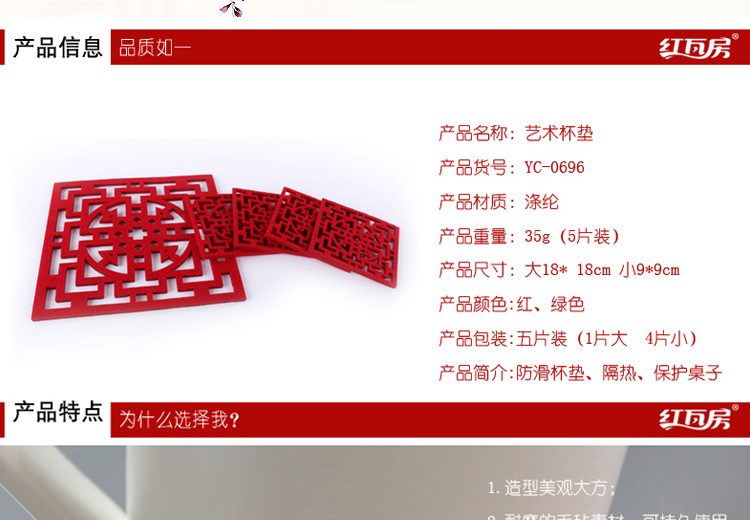 产品信息 品质如一 红瓦房®
产品名称: 艺术杯垫
产品货号: YC-0696
产品材质: 涤纶
产品重量: 35g (5片装)
产品尺寸: 大18* 18cm 小9*9cm
产品颜色:红、绿色
产品包装:五片装 (1片大 4片小)
产品简介:防滑杯垫、隔热、保护桌子
产品特点 为什么选择我? 红瓦房®
1.造型美观大方;